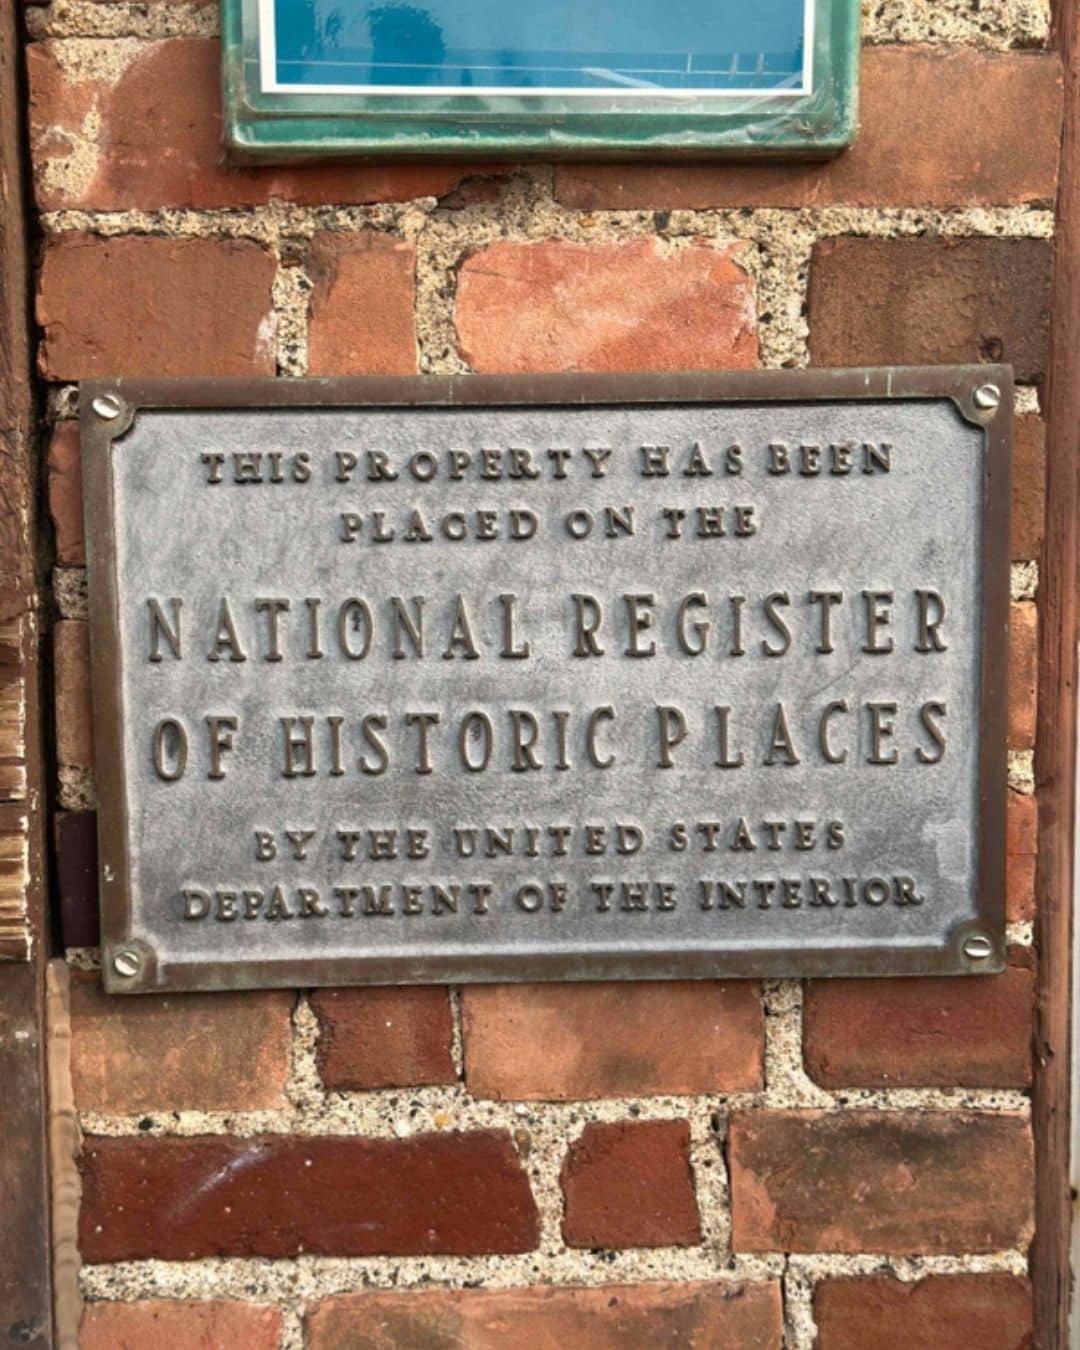 THIS PROPERTY HAS BEEN
PLACED ON THE
NATIONAL REGISTER
OF HISTORIC PLACES
BY THE UNITED STATES
DEPARTMENT OF THE INTERIOR